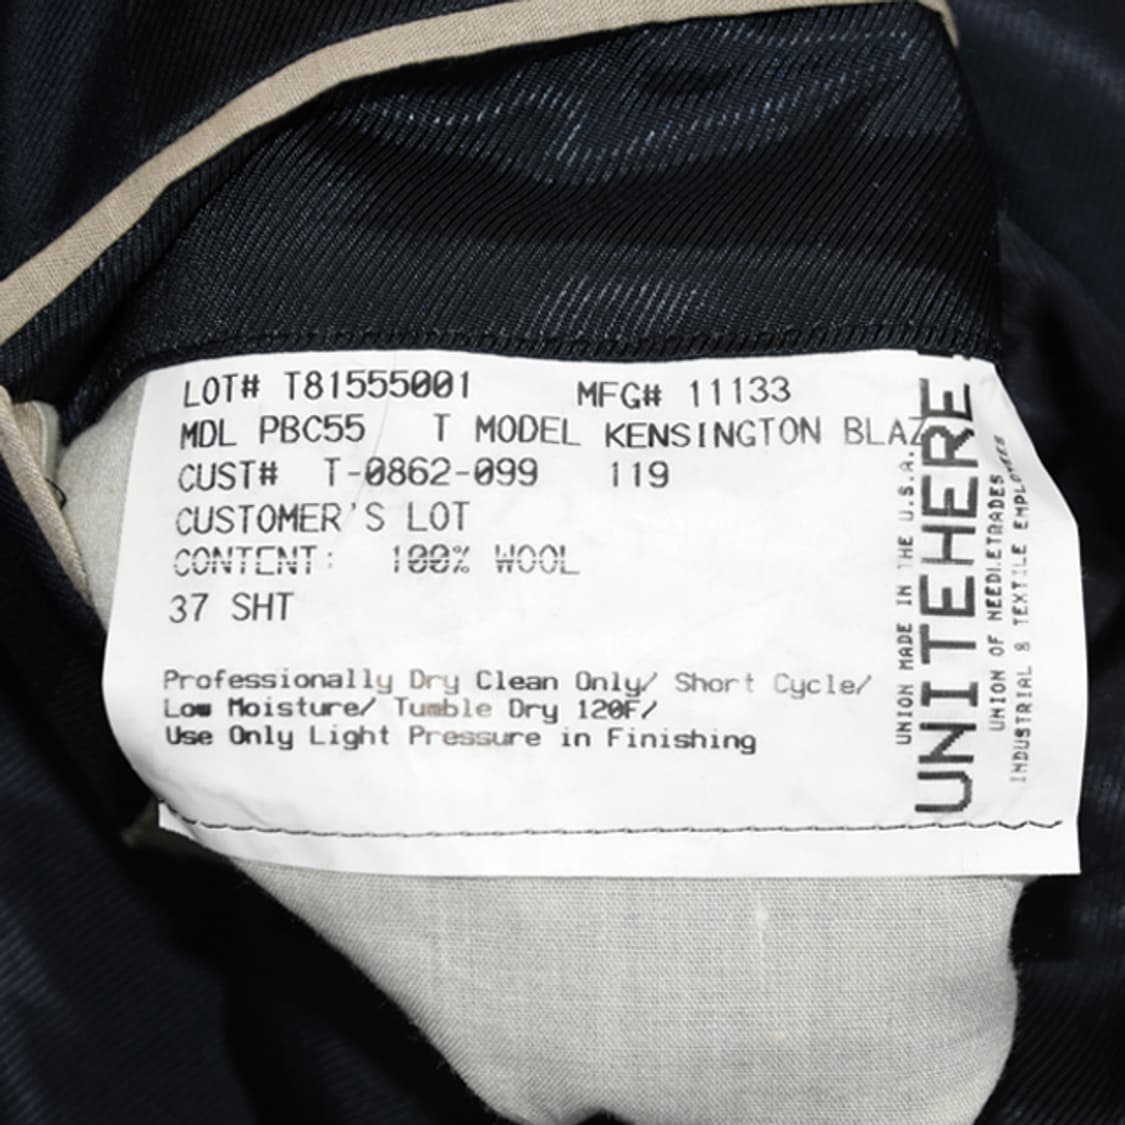 LOT# T81555001 MFG# 11133
MDL PBC55 T MODEL KENSINGTON BLAZ
CUST# T-0862-099 119
CUSTOMER'S LOT
CONTENT: 100% WOOL
37 SHT
Professionally Dry Clean Only/ Short Cycle/
Low Moisture/ Tumble Dry 120F/
Use Only Light Pressure in Finishing
UNION MADE IN THE U.S.A.
UNITEHERE!
UNION OF NEEDLETRADES
INDUSTRIAL & TEXTILE EMPLOYEES